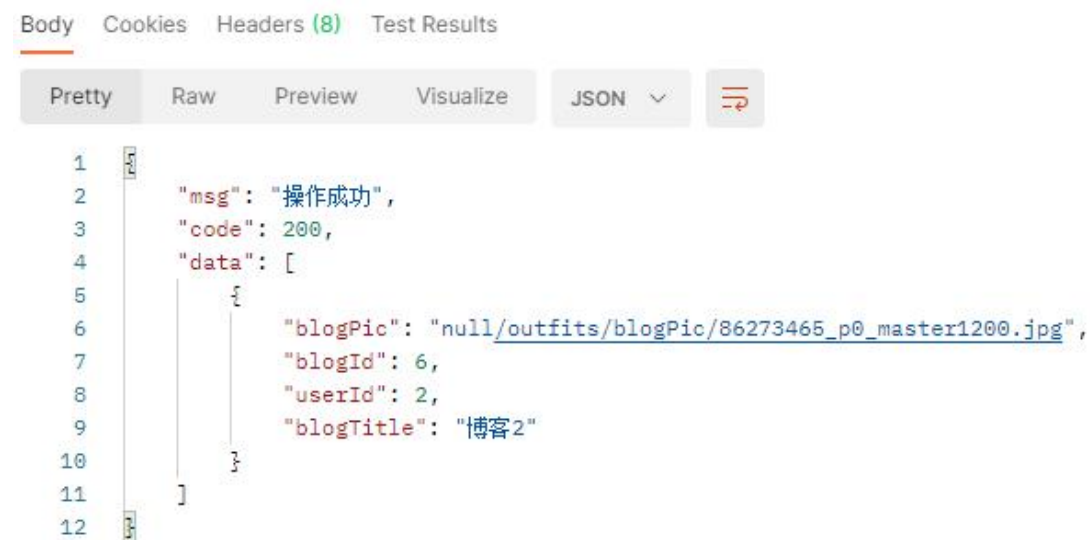 Body Cookies Headers (8) Test Results
Pretty Raw Preview Visualize JSON
1 {
2 "msg": "操作成功",
3 "code": 200,
4 "data": [
5 {
6 "blogPic": "null/outfits/blogPic/86273465_p0_master1200.jpg",
7 "blogId": 6,
8 "userId": 2,
9 "blogTitle": "博客2"
10 }
11 ]
12 }